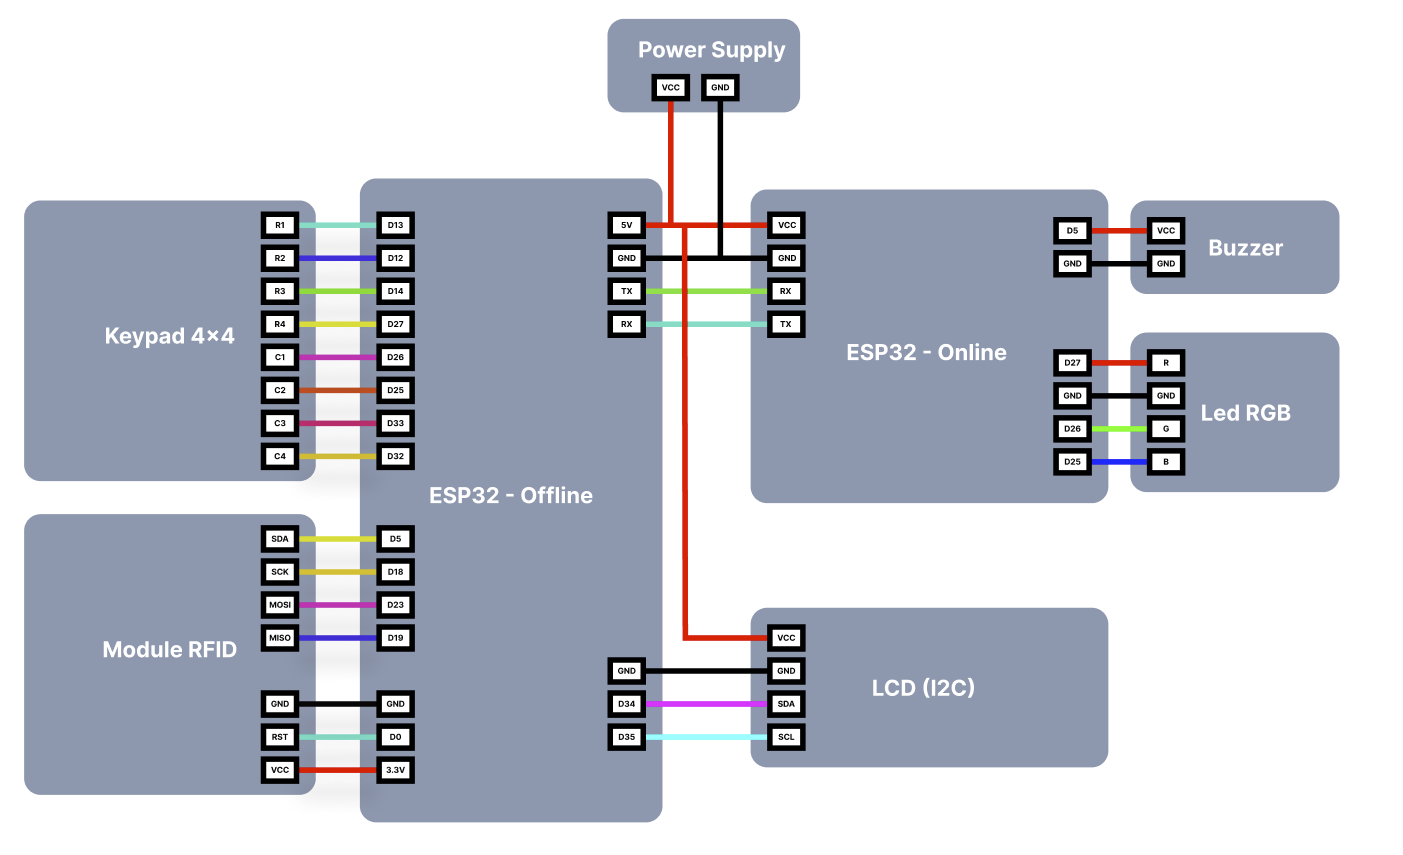 Power Supply
VCC GND
Keypad 4×4
R1
R2
R3
R4
C1
C2
C3
C4
Module RFID
SDA
SCK
MOSI
MISO
GND
RST
VCC
ESP32 - Offline
D13
D12
D14
D27
D26
D25
D33
D32
D5
D18
D23
D19
GND
D0
3.3V
5V
GND
TX
RX
GND
D34
D35
ESP32 - Online
VCC
GND
RX
TX
D5
GND
D27
GND
D26
D25
Buzzer
VCC
GND
Led RGB
R
GND
G
B
LCD (I2C)
VCC
GND
SDA
SCL